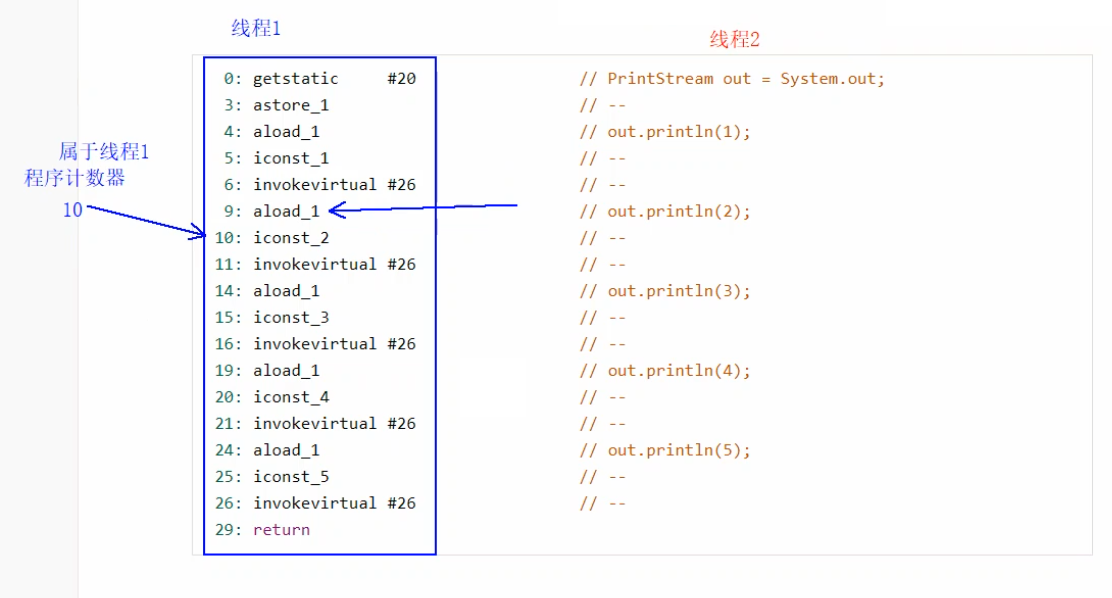 线程1
线程2
属于线程1
程序计数器
10
0: getstatic #20 // PrintStream out = System.out;
3: astore_1 // --
4: aload_1 // out.println(1);
5: iconst_1 // --
6: invokevirtual #26 // --
9: aload_1 // out.println(2);
10: iconst_2 // --
11: invokevirtual #26 // --
14: aload_1 // out.println(3);
15: iconst_3 // --
16: invokevirtual #26 // --
19: aload_1 // out.println(4);
20: iconst_4 // --
21: invokevirtual #26 // --
24: aload_1 // out.println(5);
25: iconst_5 // --
26: invokevirtual #26 // --
29: return